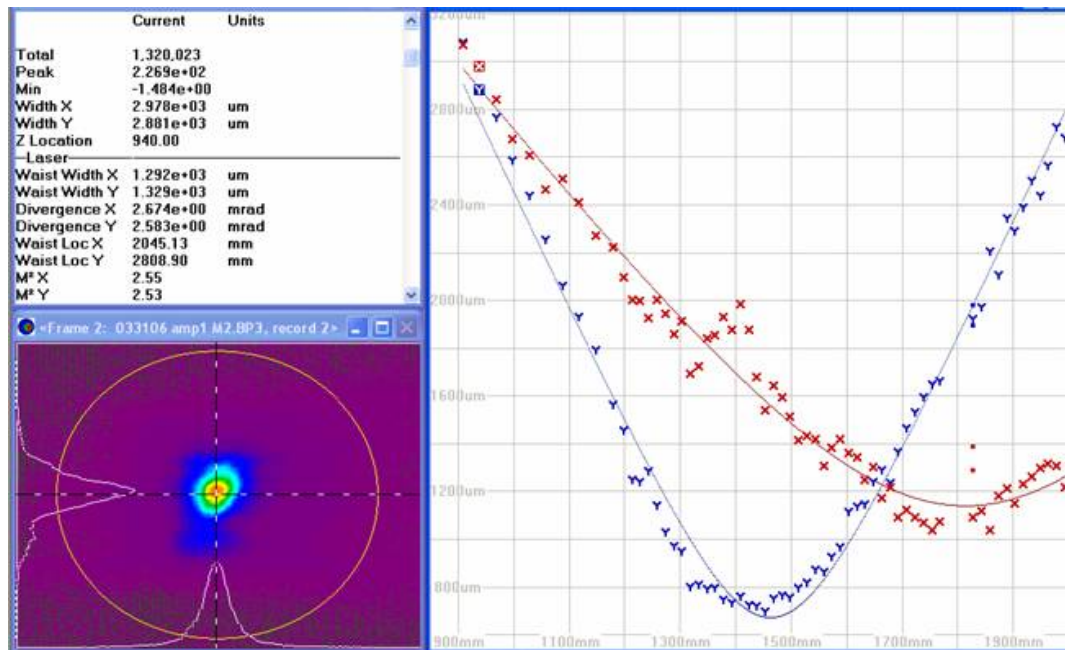 Current Units
Total 1,320,023
Peak 2.269e+02
Min -1.484e+00
Width X 2.978e+03 um
Width Y 2.881e+03 um
Z Location 940.00
Laser
Waist Width X 1.292e+03 um
Waist Width Y 1.329e+03 um
Divergence X 2.674e+00 mrad
Divergence Y 2.583e+00 mrad
Waist Loc X 2045.13 mm
Waist Loc Y 2808.90 mm
M² X 2.55
M² Y 2.53
«Frame 2: 033106 amp1 M2.BP3, record 2»
3200um
2800um
2400um
2000um
1600um
1200um
800um
900mm 1100mm 1300mm 1500mm 1700mm 1900mm